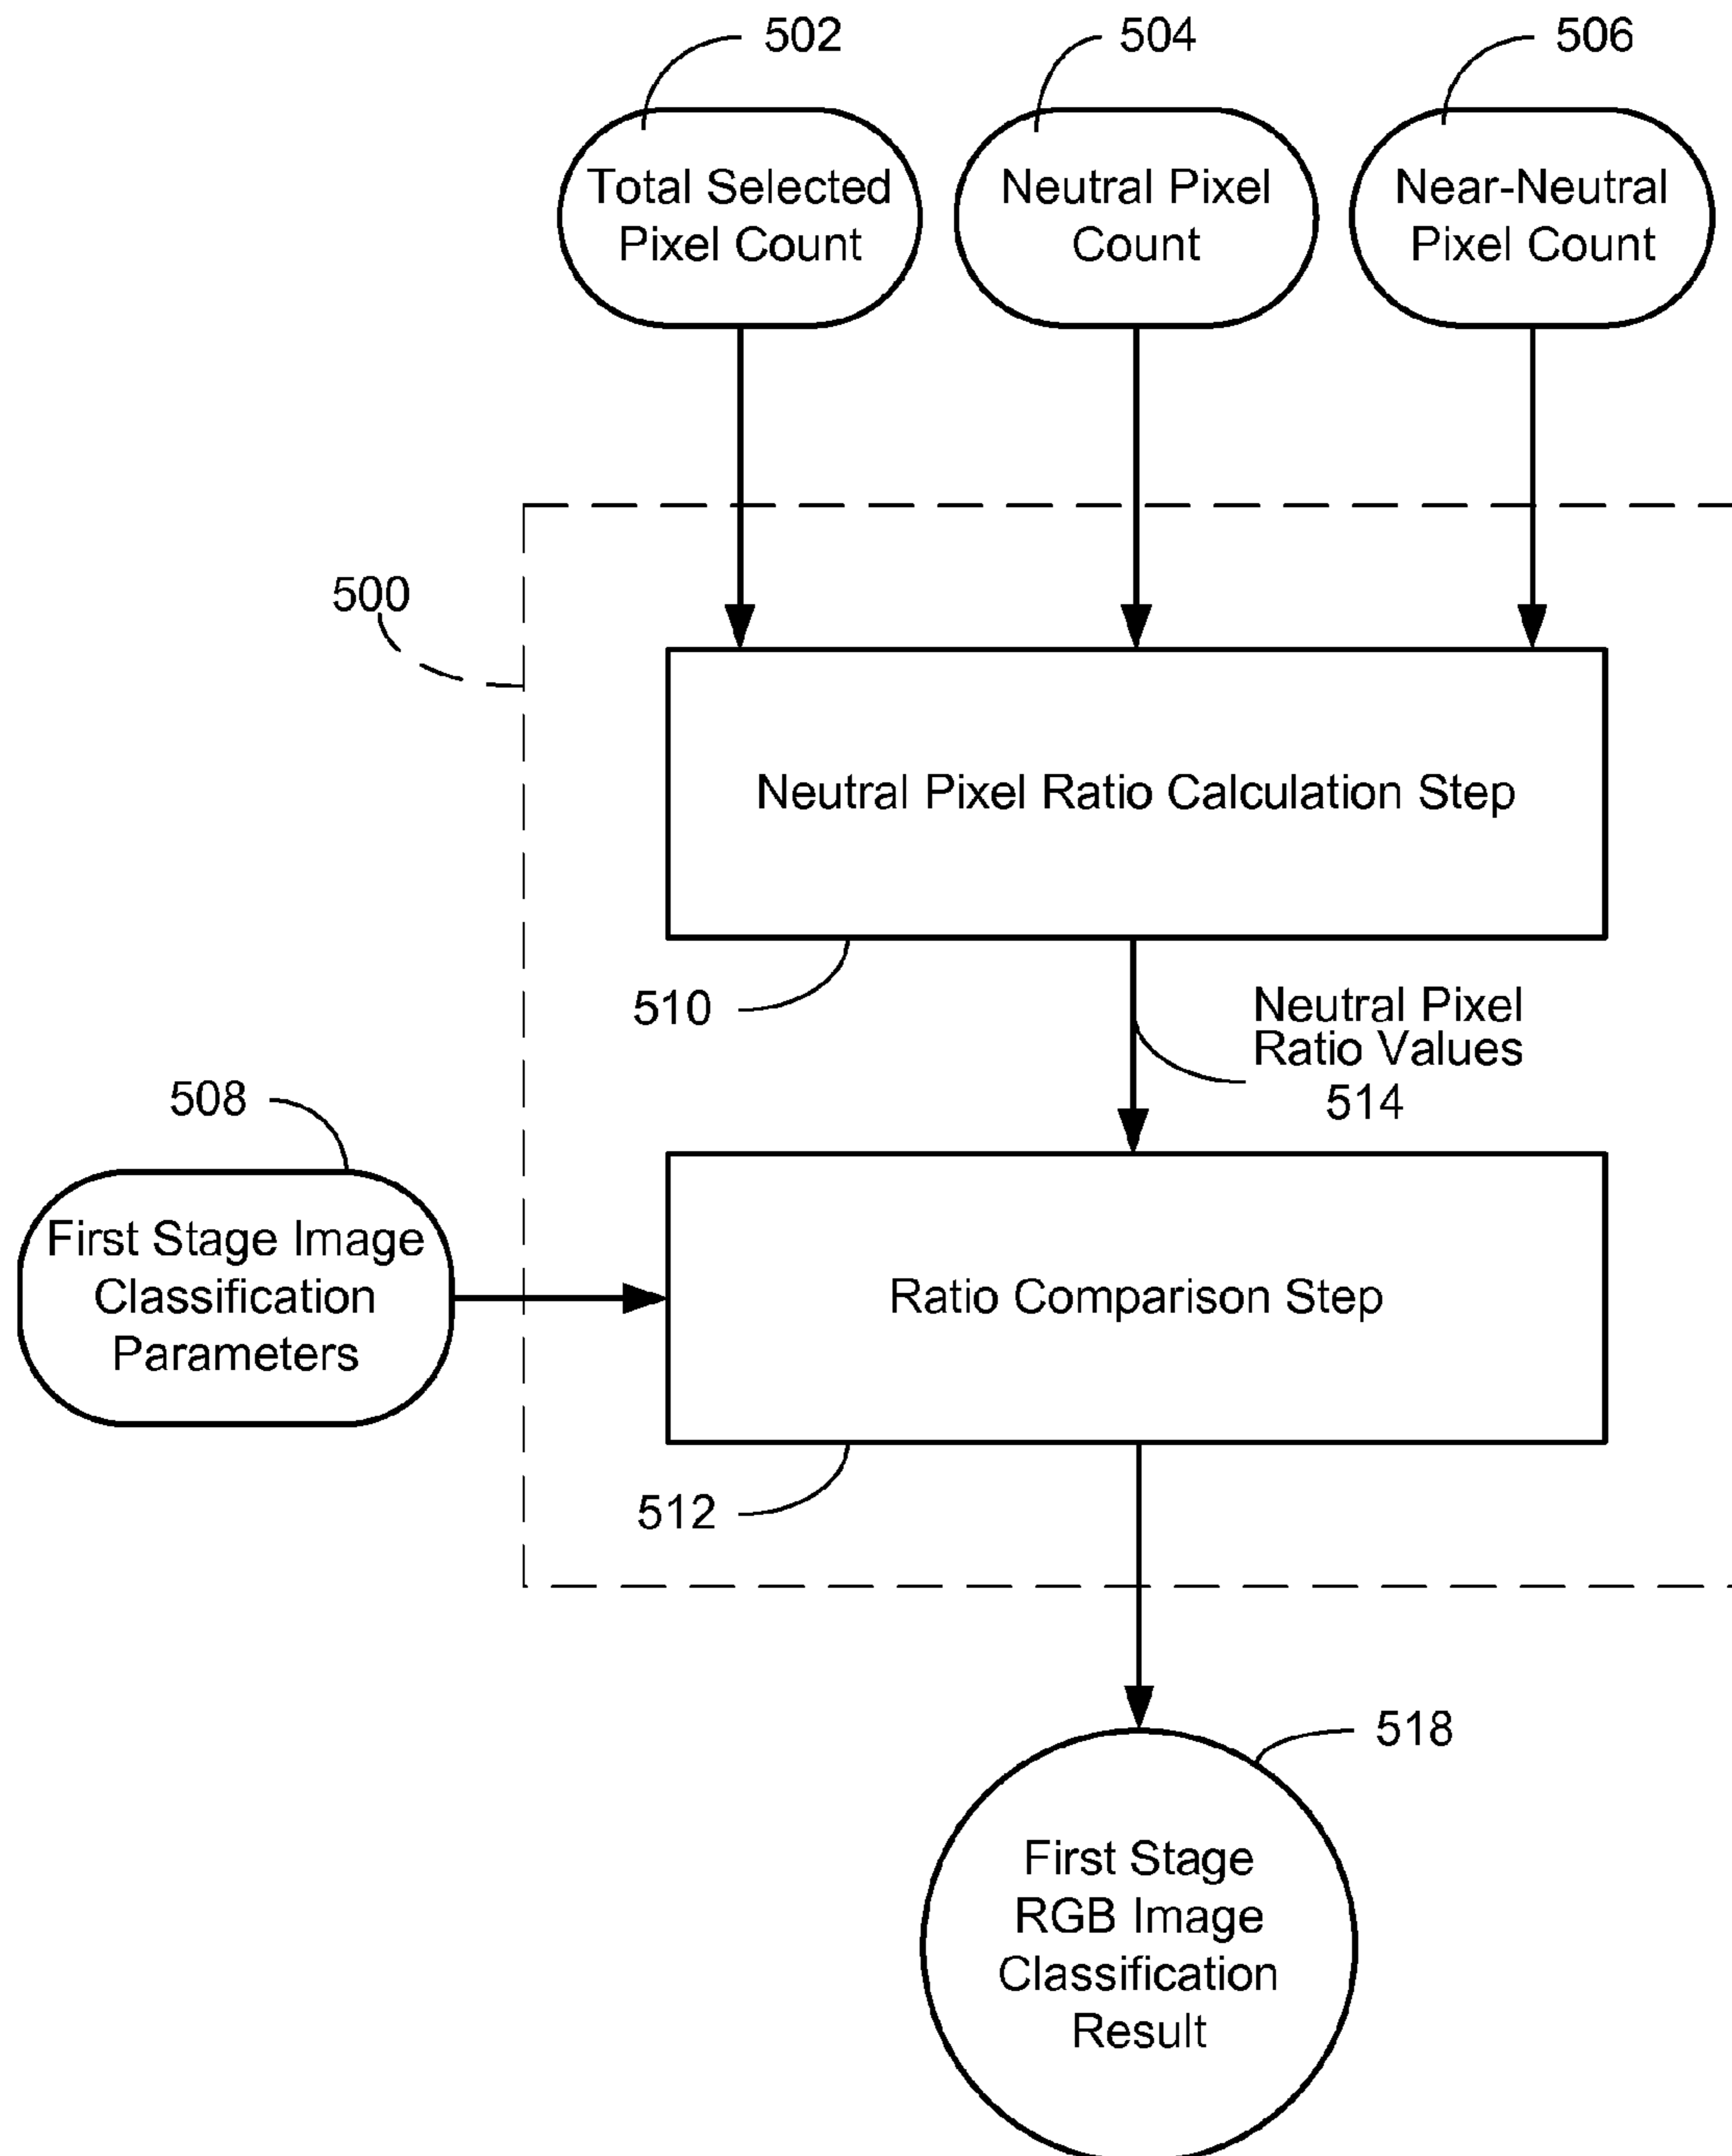 502
504
506
Total Selected
Pixel Count
Neutral Pixel
Count
Near-Neutral
Pixel Count
500
Neutral Pixel Ratio Calculation Step
510
Neutral Pixel
Ratio Values
514
508
First Stage Image
Classification
Parameters
Ratio Comparison Step
512
518
First Stage
RGB Image
Classification
Result